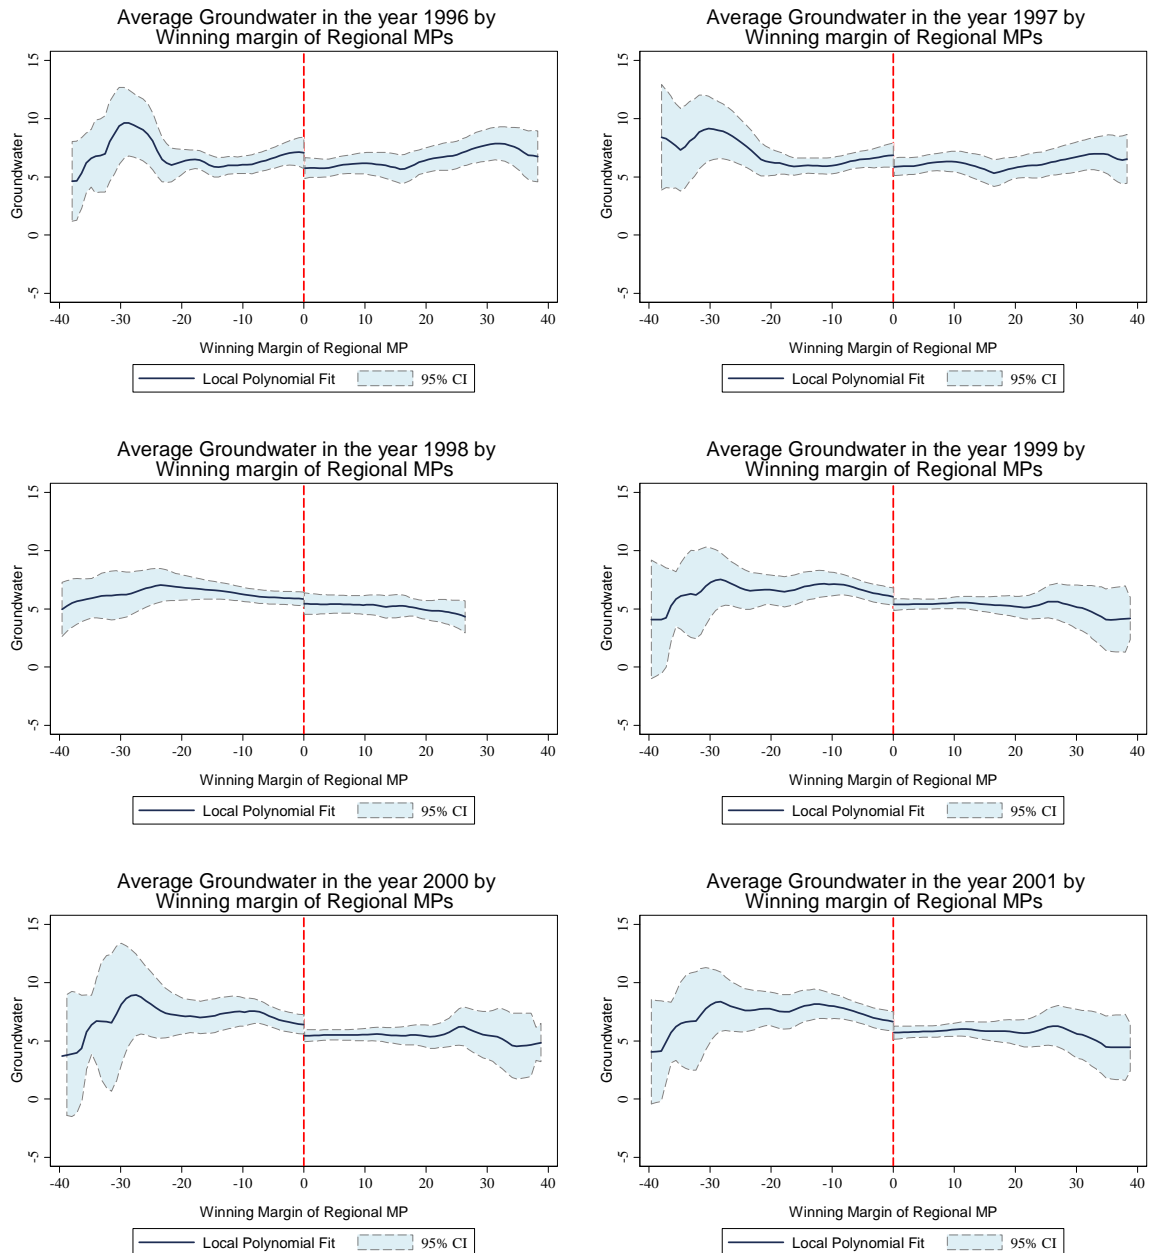 Average Groundwater in the year 1996 by
Winning margin of Regional MPs
Groundwater
15
10
5
0
-5
-40 -30 -20 -10 0 10 20 30 40
Winning Margin of Regional MP
Local Polynomial Fit 95% CI
Average Groundwater in the year 1997 by
Winning margin of Regional MPs
Groundwater
15
10
5
0
-5
-40 -30 -20 -10 0 10 20 30 40
Winning Margin of Regional MP
Local Polynomial Fit 95% CI
Average Groundwater in the year 1998 by
Winning margin of Regional MPs
Groundwater
15
10
5
0
-5
-40 -30 -20 -10 0 10 20 30 40
Winning Margin of Regional MP
Local Polynomial Fit 95% CI
Average Groundwater in the year 1999 by
Winning margin of Regional MPs
Groundwater
15
10
5
0
-5
-40 -30 -20 -10 0 10 20 30 40
Winning Margin of Regional MP
Local Polynomial Fit 95% CI
Average Groundwater in the year 2000 by
Winning margin of Regional MPs
Groundwater
15
10
5
0
-5
-40 -30 -20 -10 0 10 20 30 40
Winning Margin of Regional MP
Local Polynomial Fit 95% CI
Average Groundwater in the year 2001 by
Winning margin of Regional MPs
Groundwater
15
10
5
0
-5
-40 -30 -20 -10 0 10 20 30 40
Winning Margin of Regional MP
Local Polynomial Fit 95% CI